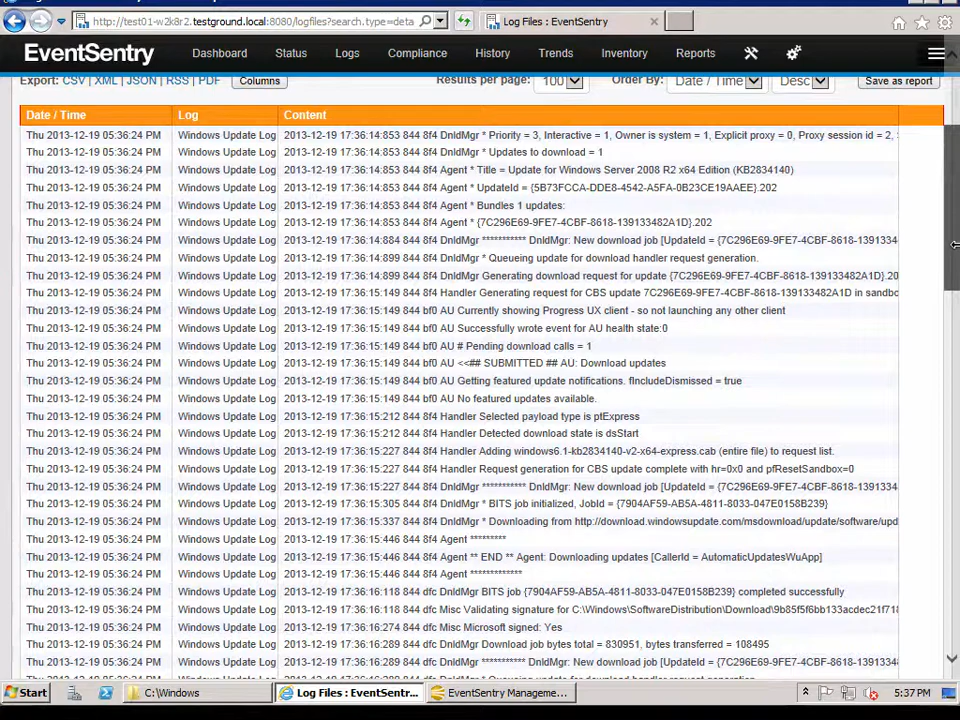 http://test01-w2k8r2.testground.local:8080/logfiles?search.type=deta
Log Files : EventSentry
EventSentry Dashboard Status Logs Compliance History Trends Inventory Reports
Export: CSV | XML | JSON | RSS | PDF Columns Results per page: 100 Order By: Date / Time Desc Save as report
Date / Time Log Content
Thu 2013-12-19 05:36:24 PM Windows Update Log 2013-12-19 17:36:14:853 844 8f4 DnldMgr * Priority = 3, Interactive = 1, Owner is system = 1, Explicit proxy = 0, Proxy session id = 2,
Thu 2013-12-19 05:36:24 PM Windows Update Log 2013-12-19 17:36:14:853 844 8f4 DnldMgr * Updates to download = 1
Thu 2013-12-19 05:36:24 PM Windows Update Log 2013-12-19 17:36:14:853 844 8f4 Agent * Title = Update for Windows Server 2008 R2 x64 Edition (KB2834140)
Thu 2013-12-19 05:36:24 PM Windows Update Log 2013-12-19 17:36:14:853 844 8f4 Agent * UpdateId = {5B73FCCA-DDE8-4542-A5FA-0B23CE19AAEE}.202
Thu 2013-12-19 05:36:24 PM Windows Update Log 2013-12-19 17:36:14:853 844 8f4 Agent * Bundles 1 updates:
Thu 2013-12-19 05:36:24 PM Windows Update Log 2013-12-19 17:36:14:853 844 8f4 Agent * {7C296E69-9FE7-4CBF-8618-139133482A1D}.202
Thu 2013-12-19 05:36:24 PM Windows Update Log 2013-12-19 17:36:14:884 844 8f4 DnldMgr *********** DnldMgr: New download job [UpdateId = {7C296E69-9FE7-4CBF-8618-1391334
Thu 2013-12-19 05:36:24 PM Windows Update Log 2013-12-19 17:36:14:899 844 8f4 DnldMgr * Queueing update for download handler request generation.
Thu 2013-12-19 05:36:24 PM Windows Update Log 2013-12-19 17:36:14:899 844 8f4 DnldMgr Generating download request for update {7C296E69-9FE7-4CBF-8618-139133482A1D}.20
Thu 2013-12-19 05:36:24 PM Windows Update Log 2013-12-19 17:36:14:899 844 8f4 Handler Generating request for CBS update 7C296E69-9FE7-4CBF-8618-139133482A1D in sandbo
Thu 2013-12-19 05:36:24 PM Windows Update Log 2013-12-19 17:36:15:149 844 bf0 AU Currently showing Progress UX client - so not launching any other client
Thu 2013-12-19 05:36:24 PM Windows Update Log 2013-12-19 17:36:15:149 844 bf0 AU Successfully wrote event for AU health state:0
Thu 2013-12-19 05:36:24 PM Windows Update Log 2013-12-19 17:36:15:149 844 bf0 AU # Pending download calls = 1
Thu 2013-12-19 05:36:24 PM Windows Update Log 2013-12-19 17:36:15:149 844 bf0 AU <<## SUBMITTED ## AU: Download updates
Thu 2013-12-19 05:36:24 PM Windows Update Log 2013-12-19 17:36:15:149 844 bf0 AU Getting featured update notifications. fIncludeDismissed = true
Thu 2013-12-19 05:36:24 PM Windows Update Log 2013-12-19 17:36:15:149 844 bf0 AU No featured updates available.
Thu 2013-12-19 05:36:24 PM Windows Update Log 2013-12-19 17:36:15:212 844 8f4 Handler Selected payload type is ptExpress
Thu 2013-12-19 05:36:24 PM Windows Update Log 2013-12-19 17:36:15:212 844 8f4 Handler Detected download state is dsStart
Thu 2013-12-19 05:36:24 PM Windows Update Log 2013-12-19 17:36:15:227 844 8f4 Handler Adding windows6.1-kb2834140-v2-x64-express.cab (entire file) to request list.
Thu 2013-12-19 05:36:24 PM Windows Update Log 2013-12-19 17:36:15:227 844 8f4 Handler Request generation for CBS update complete with hr=0x0 and pfResetSandbox=0
Thu 2013-12-19 05:36:24 PM Windows Update Log 2013-12-19 17:36:15:227 844 8f4 DnldMgr *********** DnldMgr: New download job [UpdateId = {7C296E69-9FE7-4CBF-8618-1391334
Thu 2013-12-19 05:36:24 PM Windows Update Log 2013-12-19 17:36:15:305 844 8f4 DnldMgr * BITS job initialized, JobId = {7904AF59-AB5A-4811-8033-047E0158B239}
Thu 2013-12-19 05:36:24 PM Windows Update Log 2013-12-19 17:36:15:337 844 8f4 DnldMgr * Downloading from http://download.windowsupdate.com/msdownload/update/software/upd
Thu 2013-12-19 05:36:24 PM Windows Update Log 2013-12-19 17:36:15:446 844 8f4 Agent *********
Thu 2013-12-19 05:36:24 PM Windows Update Log 2013-12-19 17:36:15:446 844 8f4 Agent ** END ** Agent: Downloading updates [CallerId = AutomaticUpdatesWuApp]
Thu 2013-12-19 05:36:24 PM Windows Update Log 2013-12-19 17:36:15:446 844 8f4 Agent *************
Thu 2013-12-19 05:36:24 PM Windows Update Log 2013-12-19 17:36:16:118 844 dfc DnldMgr BITS job {7904AF59-AB5A-4811-8033-047E0158B239} completed successfully
Thu 2013-12-19 05:36:24 PM Windows Update Log 2013-12-19 17:36:16:118 844 dfc Misc Validating signature for C:\Windows\SoftwareDistribution\Download\9b85f5f6bb133acdec21f718
Thu 2013-12-19 05:36:24 PM Windows Update Log 2013-12-19 17:36:16:274 844 dfc Misc Microsoft signed: Yes
Thu 2013-12-19 05:36:24 PM Windows Update Log 2013-12-19 17:36:16:289 844 dfc DnldMgr Download job bytes total = 830951, bytes transferred = 108495
Thu 2013-12-19 05:36:24 PM Windows Update Log 2013-12-19 17:36:16:289 844 dfc DnldMgr *********** DnldMgr: New download job [UpdateId = {7C296E69-9FE7-4CBF-8618-1391334
Start C:\Windows Log Files : EventSentr... EventSentry Manageme... 5:37 PM